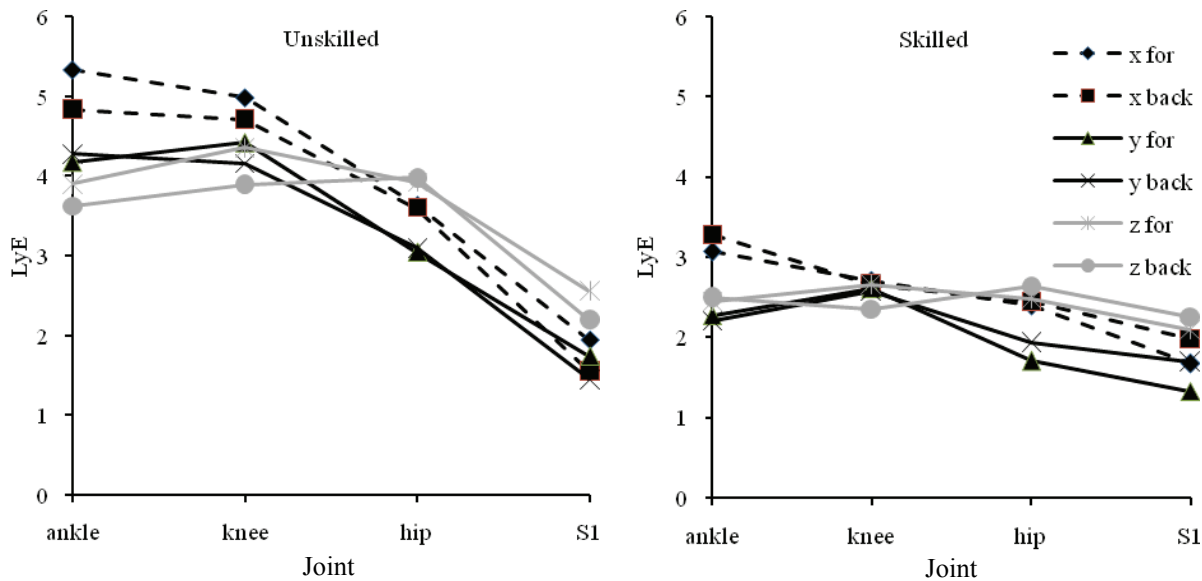 Unskilled
6
5
4
3
2
1
0
LyE
ankle knee hip S1
Joint
Skilled
6
5
4
3
2
1
0
LyE
ankle knee hip S1
Joint
x for
x back
y for
y back
z for
z back